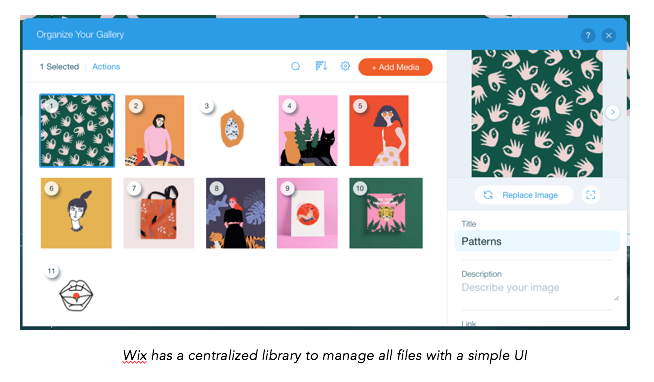 Organize Your Gallery
?
1 Selected
Actions
+ Add Media
1
2
3
4
5
6
7
8
9
10
11
Replace Image
Title
Patterns
Description
Describe your image
Link
Wix has a centralized library to manage all files with a simple UI